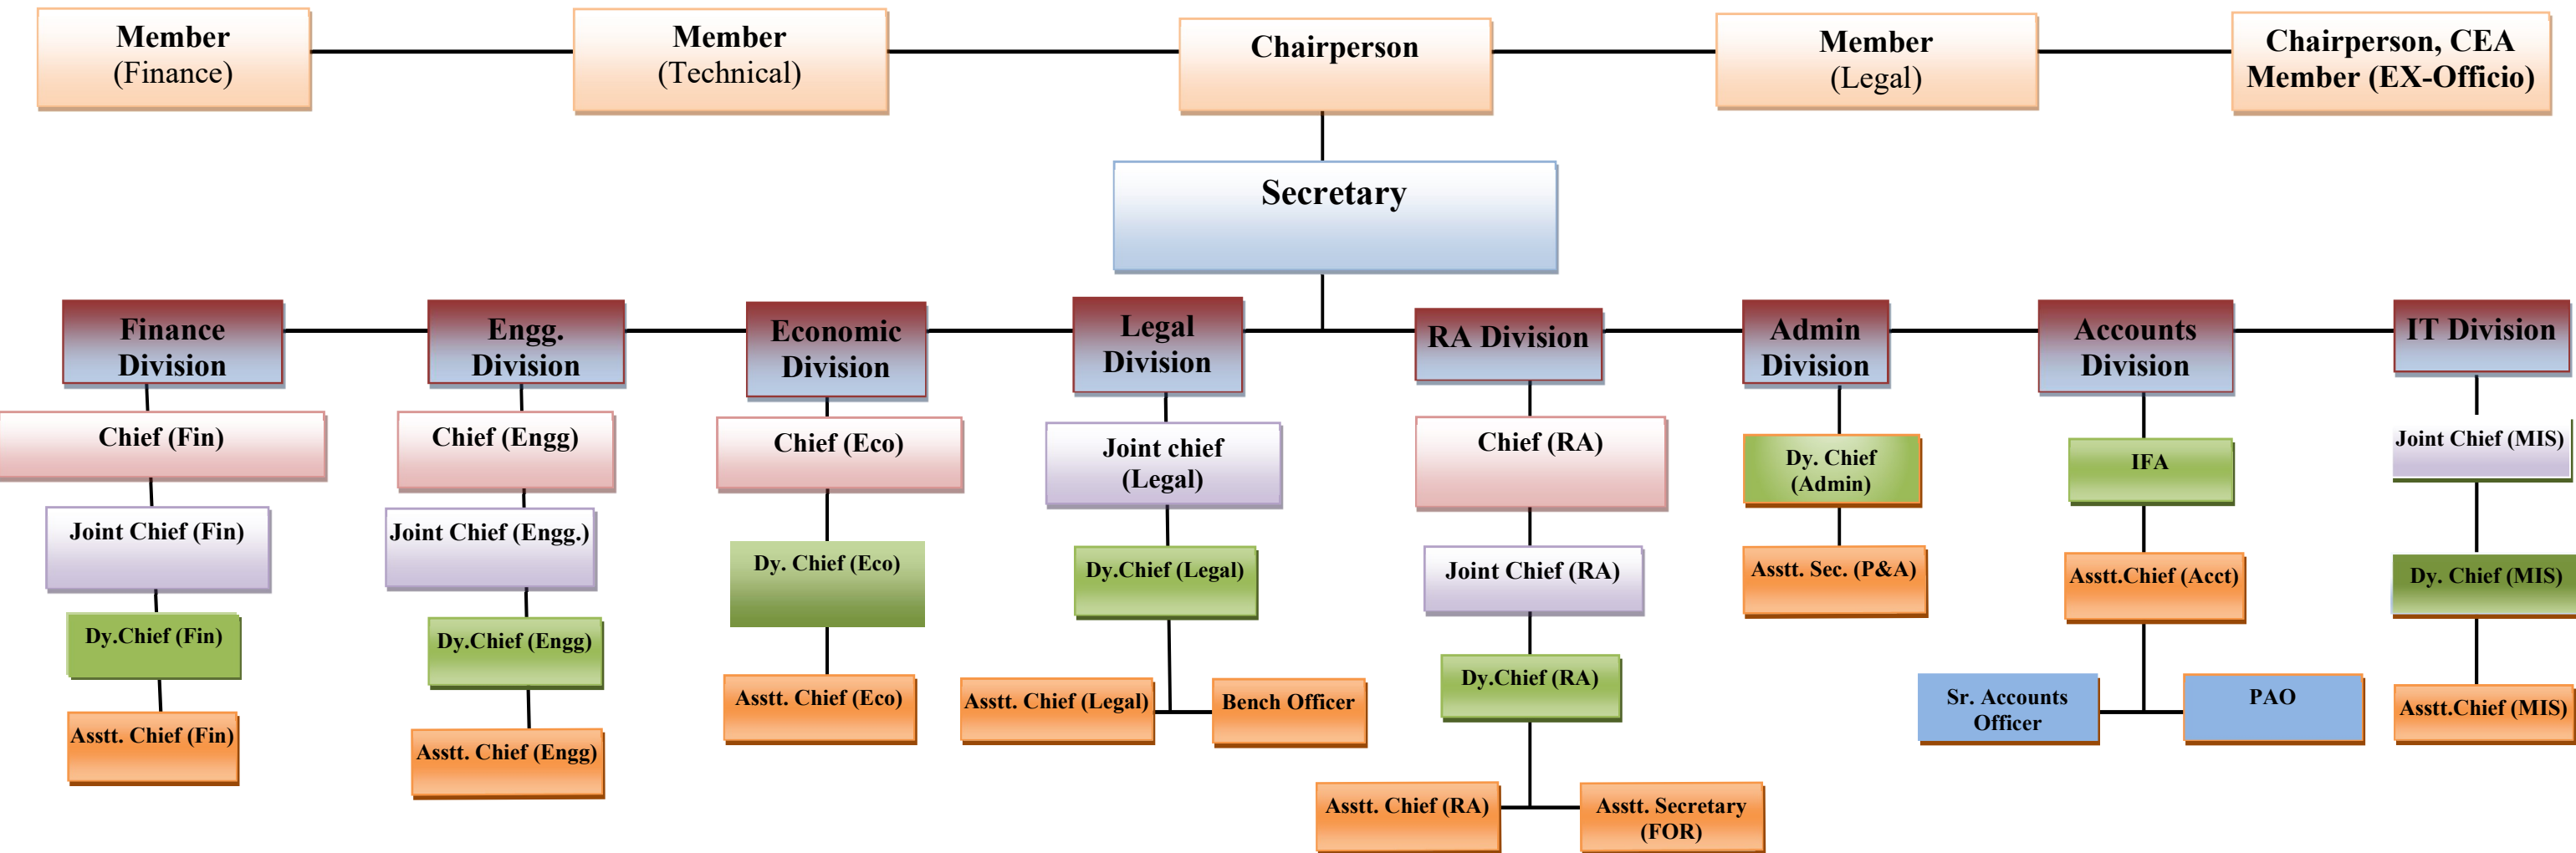 Member
(Finance)
Member
(Technical)
Chairperson
Member
(Legal)
Chairperson, CEA
Member (EX-Officio)
Secretary
Finance
Division
Engg.
Division
Economic
Division
Legal
Division
RA Division
Admin
Division
Accounts
Division
IT Division
Chief (Fin)
Chief (Engg)
Chief (Eco)
Joint chief
(Legal)
Chief (RA)
Dy. Chief
(Admin)
IFA
Joint Chief (MIS)
Joint Chief (Fin)
Joint Chief (Engg.)
Dy. Chief (Eco)
Dy.Chief (Legal)
Joint Chief (RA)
Asstt. Sec. (P&A)
Asstt.Chief (Acct)
Dy. Chief (MIS)
Dy.Chief (Fin)
Dy.Chief (Engg)
Asstt. Chief (Eco)
Asstt. Chief (Legal)
Bench Officer
Dy.Chief (RA)
Sr. Accounts
Officer
PAO
Asstt.Chief (MIS)
Asstt. Chief (Fin)
Asstt. Chief (Engg)
Asstt. Chief (RA)
Asstt. Secretary
(FOR)